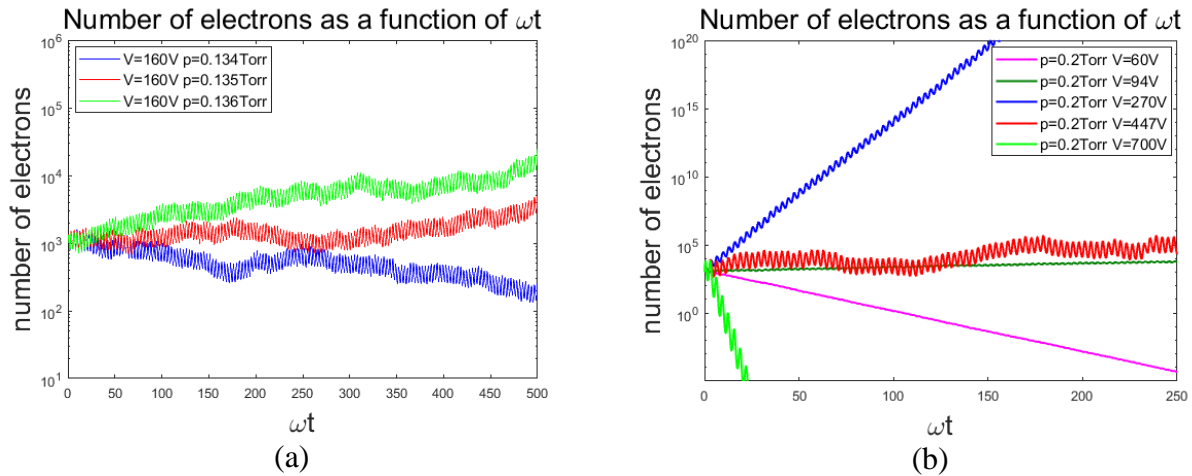 Number of electrons as a function of ωt
10^6
10^5
10^4
10^3
10^2
10^1
number of electrons
V=160V p=0.134Torr
V=160V p=0.135Torr
V=160V p=0.136Torr
0 50 100 150 200 250 300 350 400 450 500
ωt
(a)
Number of electrons as a function of ωt
10^20
10^15
10^10
10^5
10^0
number of electrons
p=0.2Torr V=60V
p=0.2Torr V=94V
p=0.2Torr V=270V
p=0.2Torr V=447V
p=0.2Torr V=700V
0 50 100 150 200 250
ωt
(b)